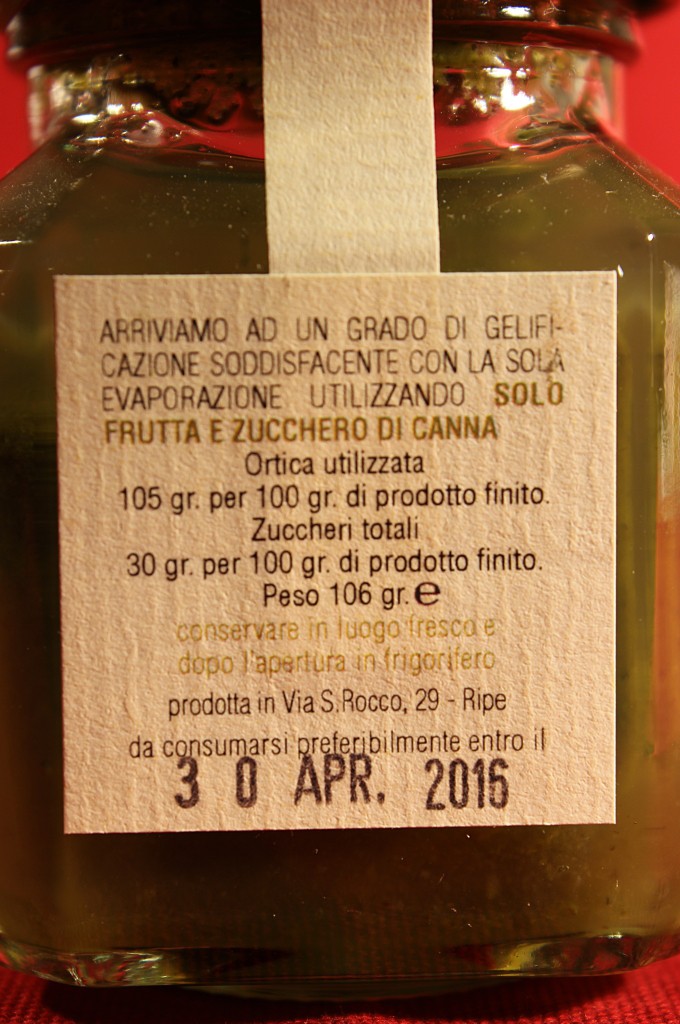 ARRIVIAMO AD UN GRADO DI GELIFI-
CAZIONE SODDISFACENTE CON LA SOLA
EVAPORAZIONE UTILIZZANDO SOLO
FRUTTA E ZUCCHERO DI CANNA
Ortica utilizzata
105 gr. per 100 gr. di prodotto finito.
Zuccheri totali
30 gr. per 100 gr. di prodotto finito.
Peso 106 gr. ℮
conservare in luogo fresco e
dopo l'apertura in frigorifero
prodotta in Via S.Rocco, 29 - Ripe
da consumarsi preferibilmente entro il
30 APR. 2016